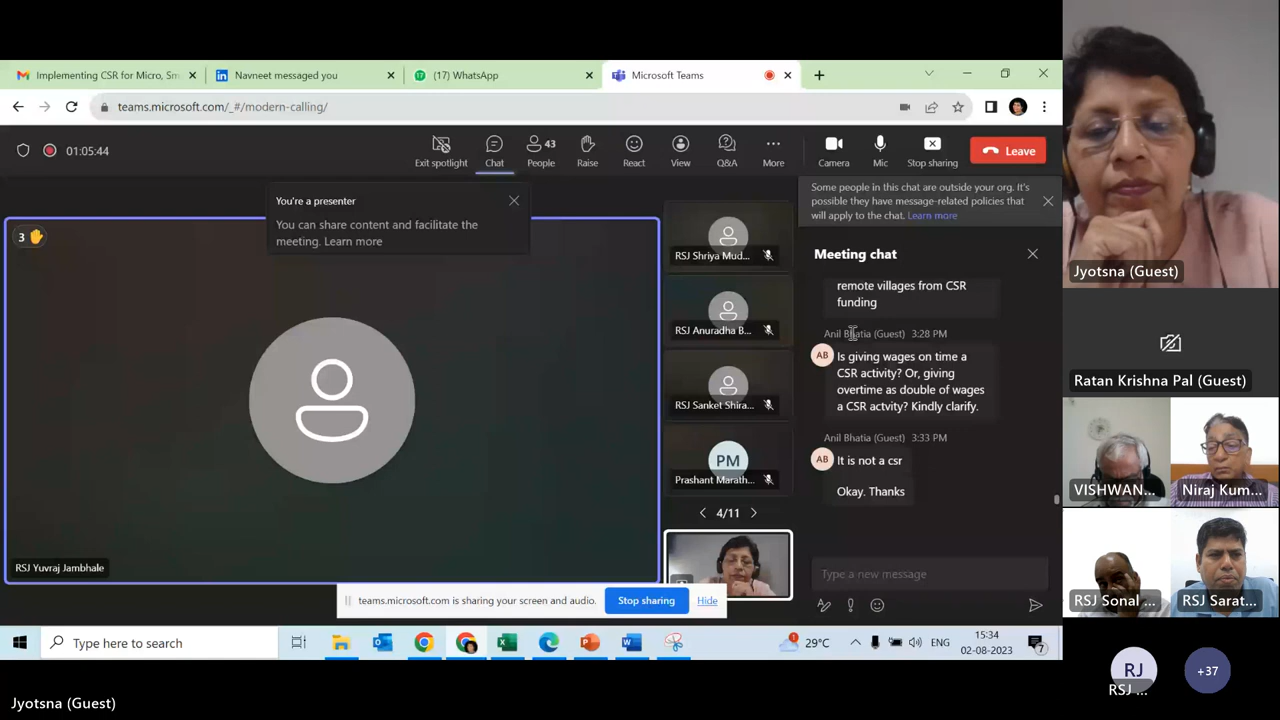 Implementing CSR for Micro, Sm
Navneet messaged you
(17) WhatsApp
Microsoft Teams
teams.microsoft.com/_#/modern-calling/
01:05:44
Exit spotlight
Chat
43
People
Raise
React
View
Q&A
More
Camera
Mic
Stop sharing
Leave
You're a presenter
You can share content and facilitate the
meeting. Learn more
3
RSJ Yuvraj Jambhale
RSJ Shriya Mud...
RSJ Anuradha B...
RSJ Sanket Shira...
PM
Prashant Marath...
4/11
Some people in this chat are outside your org. It's
possible they have message-related policies that
will apply to the chat. Learn more
Meeting chat
remote villages from CSR
funding
Anil Bhatia (Guest) 3:28 PM
AB
Is giving wages on time a
CSR activity? Or, giving
overtime as double of wages
a CSR actvity? Kindly clarify.
Anil Bhatia (Guest) 3:33 PM
AB
It is not a csr
Okay. Thanks
Type a new message
teams.microsoft.com is sharing your screen and audio.
Stop sharing
Hide
Type here to search
1
29°C
ENG
15:34
02-08-2023
7
Jyotsna (Guest)
Ratan Krishna Pal (Guest)
VISHWAN...
Niraj Kum...
RSJ Sonal ...
RSJ Sarat...
RJ
RSJ ...
+37
Jyotsna (Guest)